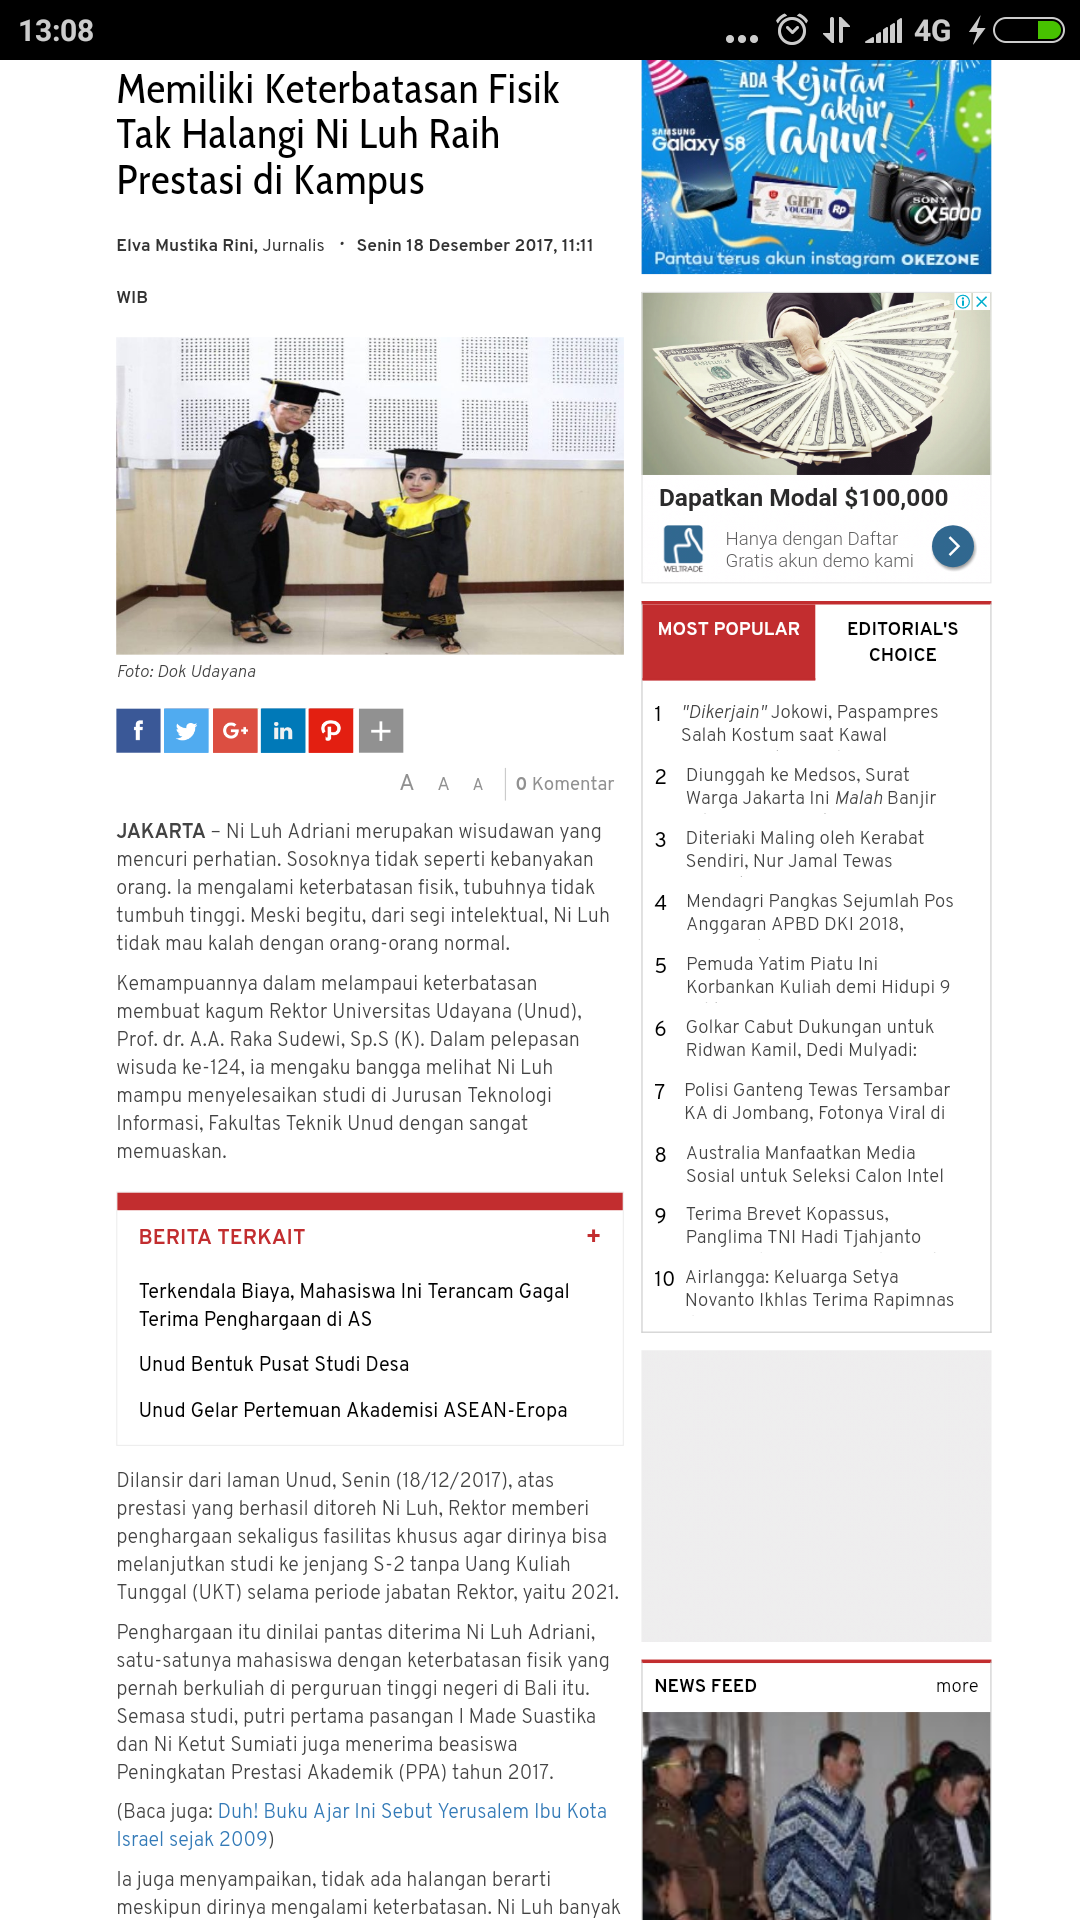 13:08
4G
Memiliki Keterbatasan Fisik
Tak Halangi Ni Luh Raih
Prestasi di Kampus
Elva Mustika Rini, Jurnalis · Senin 18 Desember 2017, 11:11
WIB
Foto: Dok Udayana
f
G+
in
A A A 0 Komentar
JAKARTA – Ni Luh Adriani merupakan wisudawan yang
mencuri perhatian. Sosoknya tidak seperti kebanyakan
orang. Ia mengalami keterbatasan fisik, tubuhnya tidak
tumbuh tinggi. Meski begitu, dari segi intelektual, Ni Luh
tidak mau kalah dengan orang-orang normal.
Kemampuannya dalam melampaui keterbatasan
membuat kagum Rektor Universitas Udayana (Unud),
Prof. dr. A.A. Raka Sudewi, Sp.S (K). Dalam pelepasan
wisuda ke-124, ia mengaku bangga melihat Ni Luh
mampu menyelesaikan studi di Jurusan Teknologi
Informasi, Fakultas Teknik Unud dengan sangat
memuaskan.
BERITA TERKAIT +
Terkendala Biaya, Mahasiswa Ini Terancam Gagal
Terima Penghargaan di AS
Unud Bentuk Pusat Studi Desa
Unud Gelar Pertemuan Akademisi ASEAN-Eropa
Dilansir dari laman Unud, Senin (18/12/2017), atas
prestasi yang berhasil ditoreh Ni Luh, Rektor memberi
penghargaan sekaligus fasilitas khusus agar dirinya bisa
melanjutkan studi ke jenjang S-2 tanpa Uang Kuliah
Tunggal (UKT) selama periode jabatan Rektor, yaitu 2021.
Penghargaan itu dinilai pantas diterima Ni Luh Adriani,
satu-satunya mahasiswa dengan keterbatasan fisik yang
pernah berkuliah di perguruan tinggi negeri di Bali itu.
Semasa studi, putri pertama pasangan I Made Suastika
dan Ni Ketut Sumiati juga menerima beasiswa
Peningkatan Prestasi Akademik (PPA) tahun 2017.
(Baca juga: Duh! Buku Ajar Ini Sebut Yerusalem Ibu Kota
Israel sejak 2009)
Ia juga menyampaikan, tidak ada halangan berarti
meskipun dirinya mengalami keterbatasan. Ni Luh banyak
ADA Kejutan
akhir
Tahun!
SAMSUNG
Galaxy S8
GIFT
VOUCHER
Rp
SONY
α5000
Pantau terus akun instagram OKEZONE
Dapatkan Modal $100,000
WELTRADE
Hanya dengan Daftar
Gratis akun demo kami
MOST POPULAR
EDITORIAL'S
CHOICE
1 "Dikerjain" Jokowi, Paspampres
Salah Kostum saat Kawal
2 Diunggah ke Medsos, Surat
Warga Jakarta Ini Malah Banjir
3 Diteriaki Maling oleh Kerabat
Sendiri, Nur Jamal Tewas
4 Mendagri Pangkas Sejumlah Pos
Anggaran APBD DKI 2018,
5 Pemuda Yatim Piatu Ini
Korbankan Kuliah demi Hidupi 9
6 Golkar Cabut Dukungan untuk
Ridwan Kamil, Dedi Mulyadi:
7 Polisi Ganteng Tewas Tersambar
KA di Jombang, Fotonya Viral di
8 Australia Manfaatkan Media
Sosial untuk Seleksi Calon Intel
9 Terima Brevet Kopassus,
Panglima TNI Hadi Tjahjanto
10 Airlangga: Keluarga Setya
Novanto Ikhlas Terima Rapimnas
NEWS FEED more